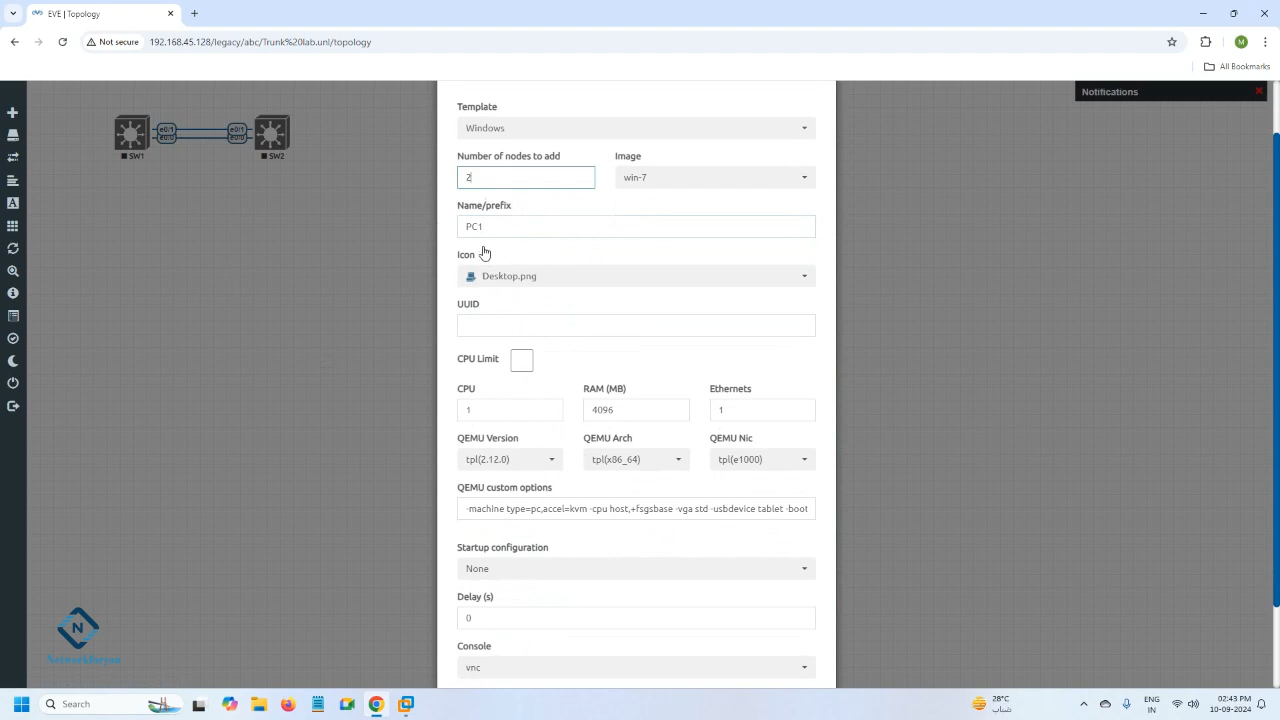 EVE | Topology
Not secure
192.168.45.128/legacy/abc/Trunk%20lab.unl/topology
M
All Bookmarks
Notifications
Template
Windows
Number of nodes to add
Image
2
win-7
Name/prefix
PC1
Icon
Desktop.png
UUID
CPU Limit
CPU
RAM (MB)
Ethernets
1
4096
1
QEMU Version
QEMU Arch
QEMU Nic
tpl(2.12.0)
tpl(x86_64)
tpl(e1000)
QEMU custom options
-machine type=pc,accel=kvm -cpu host,+fsgsbase -vga std -usbdevice tablet -boot
Startup configuration
None
Delay (s)
0
Console
vnc
e0/1
e0/0
e0/1
e0/0
SW1
SW2
N
Networkforyou
Search
28°C
ENG
IN
02:43 PM
10-09-2024